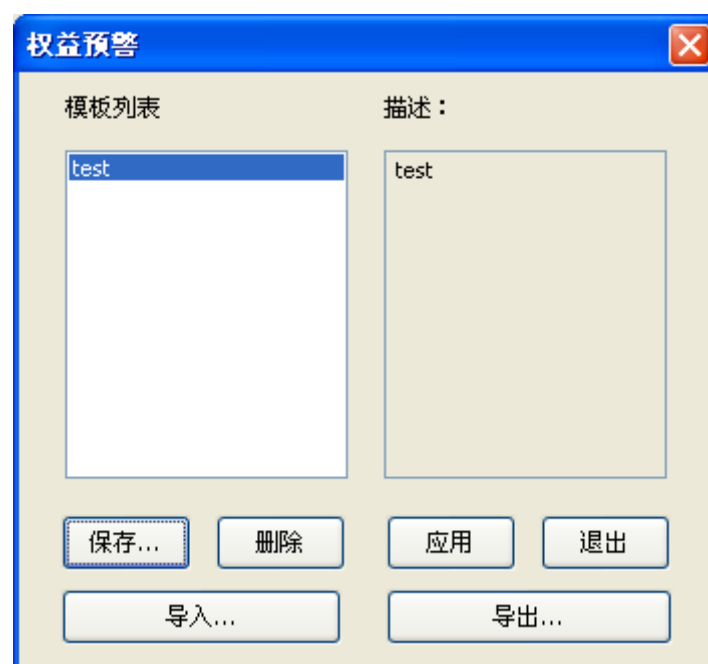 权益预警
模板列表
描述：
test
test
保存...
删除
应用
退出
导入...
导出...